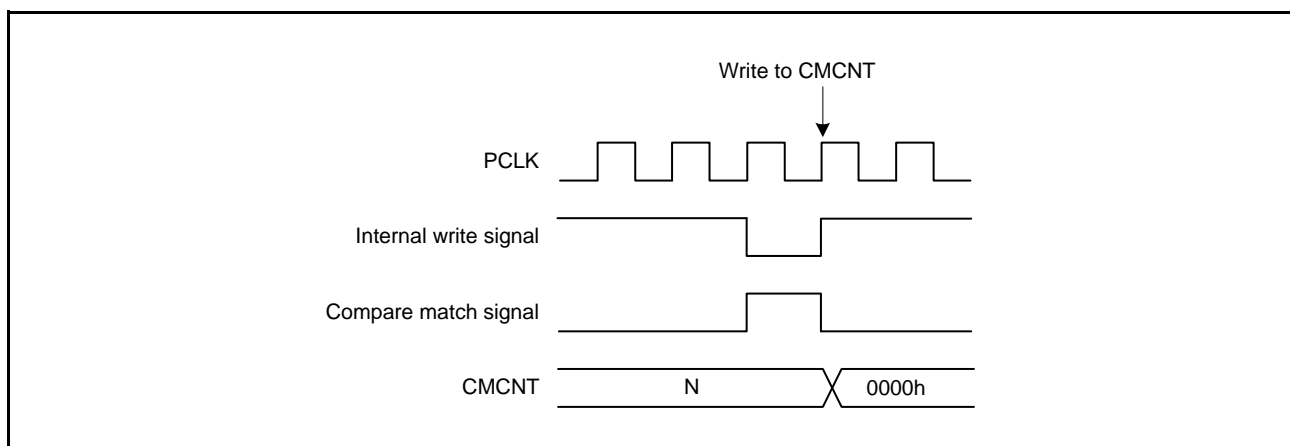 Write to CMCNT
PCLK
Internal write signal
Compare match signal
CMCNT N 0000h